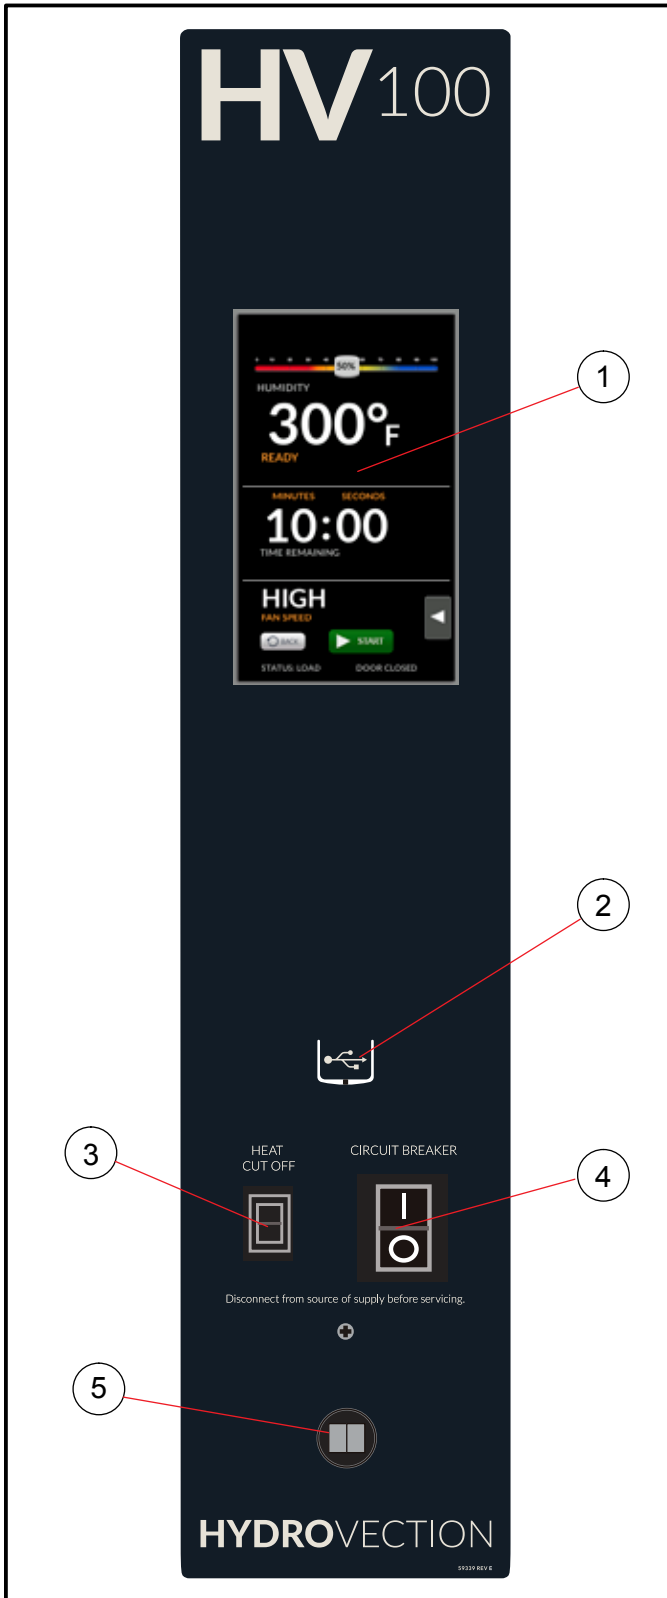 HV100
50%
HUMIDITY
300°F
READY
1
MINUTES SECONDS
10:00
TIME REMAINING
HIGH
FAN SPEED
BACK START
STATUS: LOAD DOOR CLOSED
2
3
HEAT
CUT OFF
CIRCUIT BREAKER
4
I
O
Disconnect from source of supply before servicing.
5
HYDROVECTION
59339 REV E